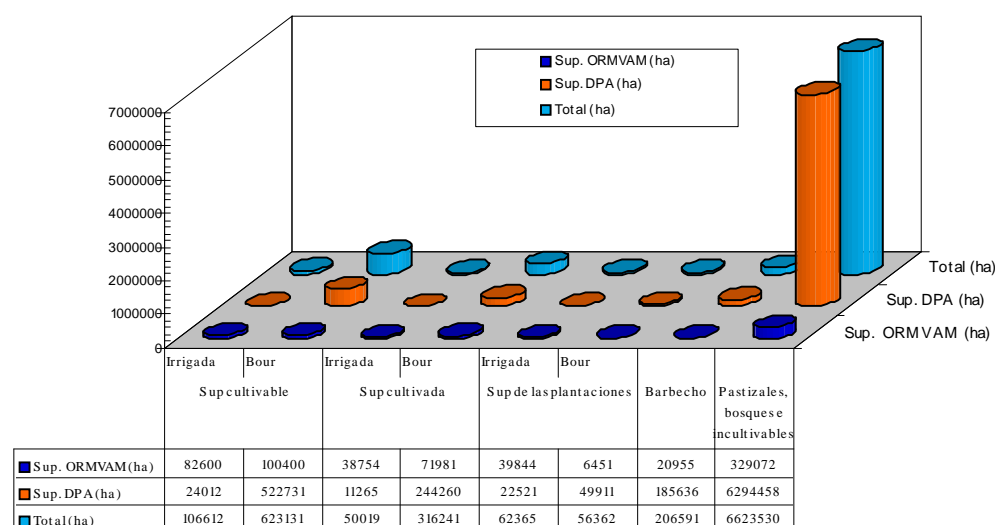 Sup. ORMVAM (ha)
Sup. DPA (ha)
Total (ha)
7000000
6000000
5000000
4000000
3000000
2000000
1000000
0
Total (ha)
Sup. DPA (ha)
Sup. ORMVAM (ha)
Irrigada Bour Irrigada Bour Irrigada Bour
Sup cultivable Sup cultivada Sup de las plantaciones Barbecho Pastizales,
bosques e
incultivables
Sup. ORMVAM (ha) 82600 100400 38754 71981 39844 6451 20955 329072
Sup. DPA (ha) 24012 522731 11265 244260 22521 49911 185636 6294458
Total (ha) 106612 623131 50019 316241 62365 56362 206591 6623530